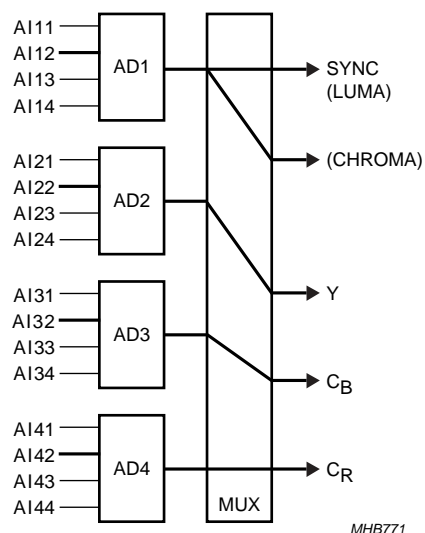 AI11
AI12
AI13
AI14
AD1
SYNC
(LUMA)
(CHROMA)
AI21
AI22
AI23
AI24
AD2
Y
AI31
AI32
AI33
AI34
AD3
CB
AI41
AI42
AI43
AI44
AD4
CR
MUX
MHB771